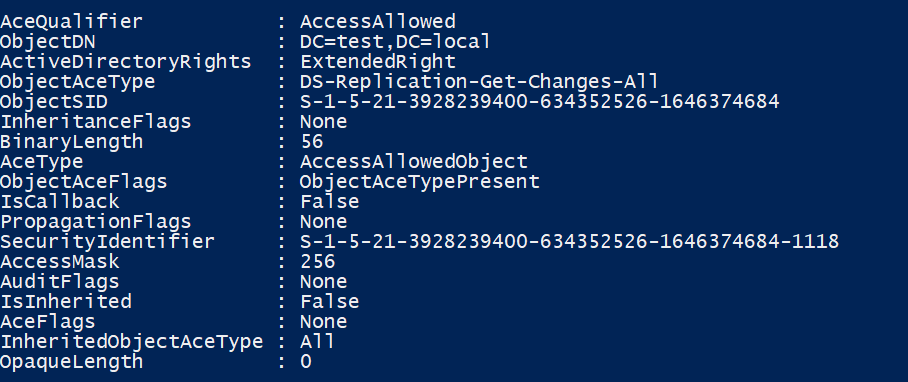 AceQualifier : AccessAllowed
ObjectDN : DC=test,DC=local
ActiveDirectoryRights : ExtendedRight
ObjectAceType : DS-Replication-Get-Changes-All
ObjectSID : S-1-5-21-3928239400-634352526-1646374684
InheritanceFlags : None
BinaryLength : 56
AceType : AccessAllowedObject
ObjectAceFlags : ObjectAceTypePresent
IsCallback : False
PropagationFlags : None
SecurityIdentifier : S-1-5-21-3928239400-634352526-1646374684-1118
AccessMask : 256
AuditFlags : None
IsInherited : False
AceFlags : None
InheritedObjectAceType : All
OpaqueLength : 0